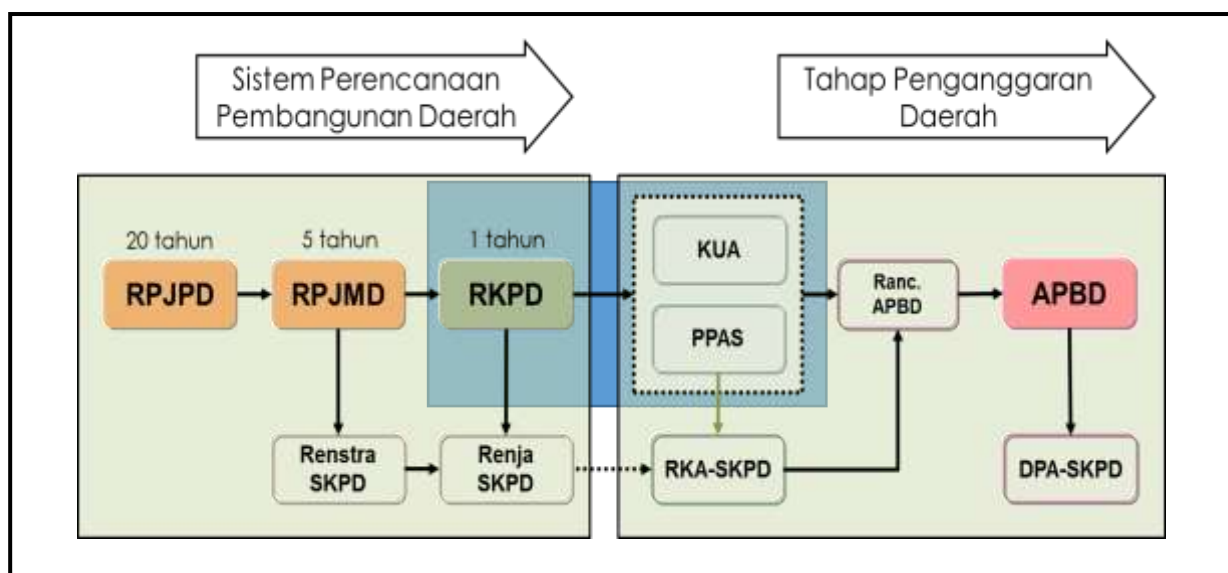 Sistem Perencanaan
Pembangunan Daerah
Tahap Penganggaran
Daerah
20 tahun
5 tahun
1 tahun
RPJPD
RPJMD
RKPD
KUA
PPAS
Ranc.
APBD
APBD
Renstra
SKPD
Renja
SKPD
RKA-SKPD
DPA-SKPD